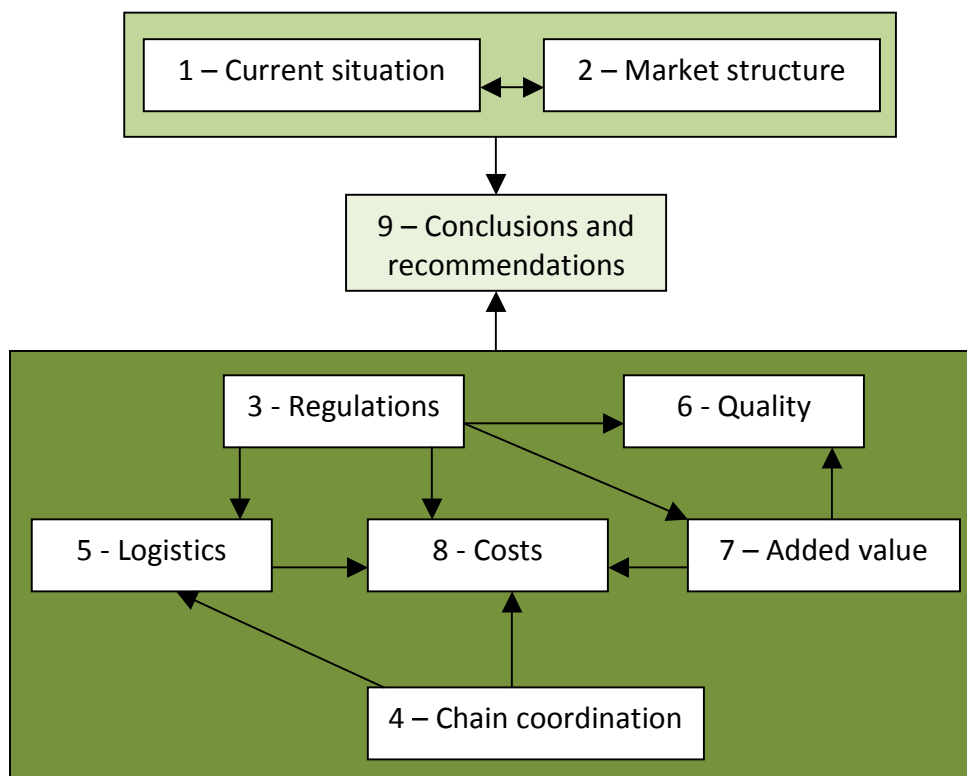 1 – Current situation
2 – Market structure
9 – Conclusions and
recommendations
3 - Regulations
6 - Quality
5 - Logistics
8 - Costs
7 – Added value
4 – Chain coordination